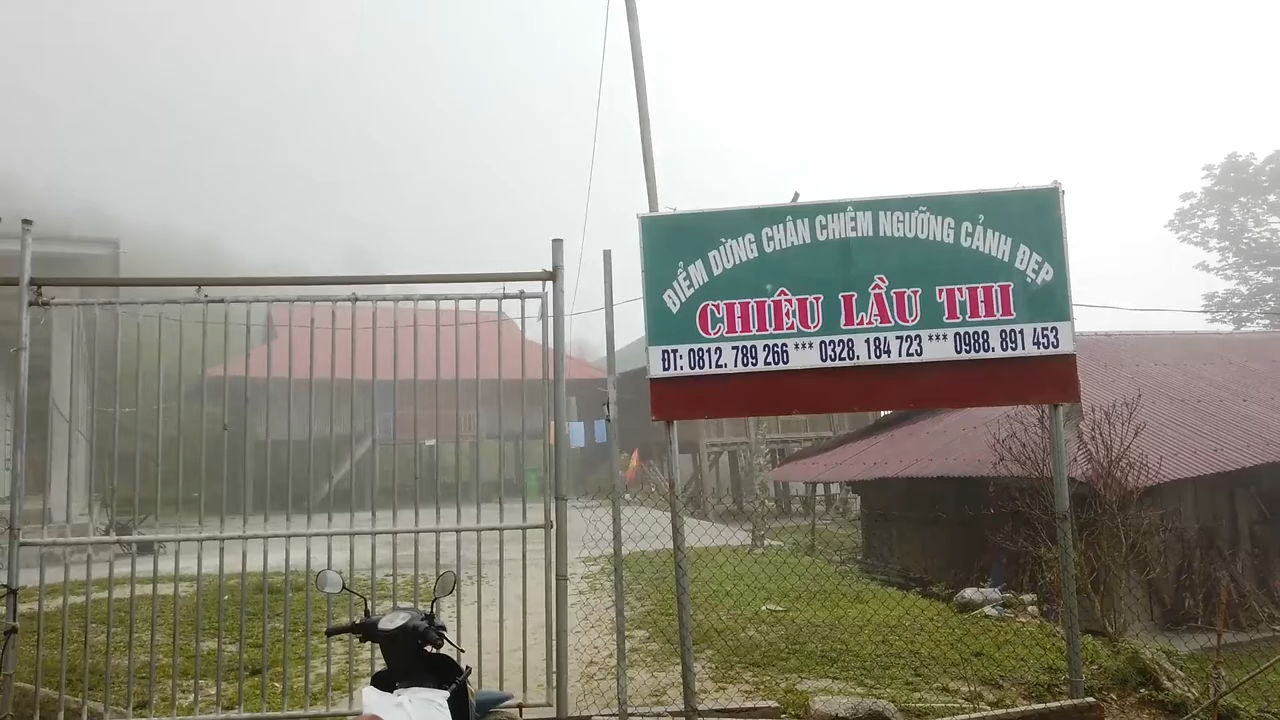 ĐIỂM DỪNG CHÂN CHIÊM NGƯỠNG CẢNH ĐẸP
CHIÊU LẦU THI
ĐT: 0812. 789 266 *** 0328. 184 723 *** 0988. 891 453